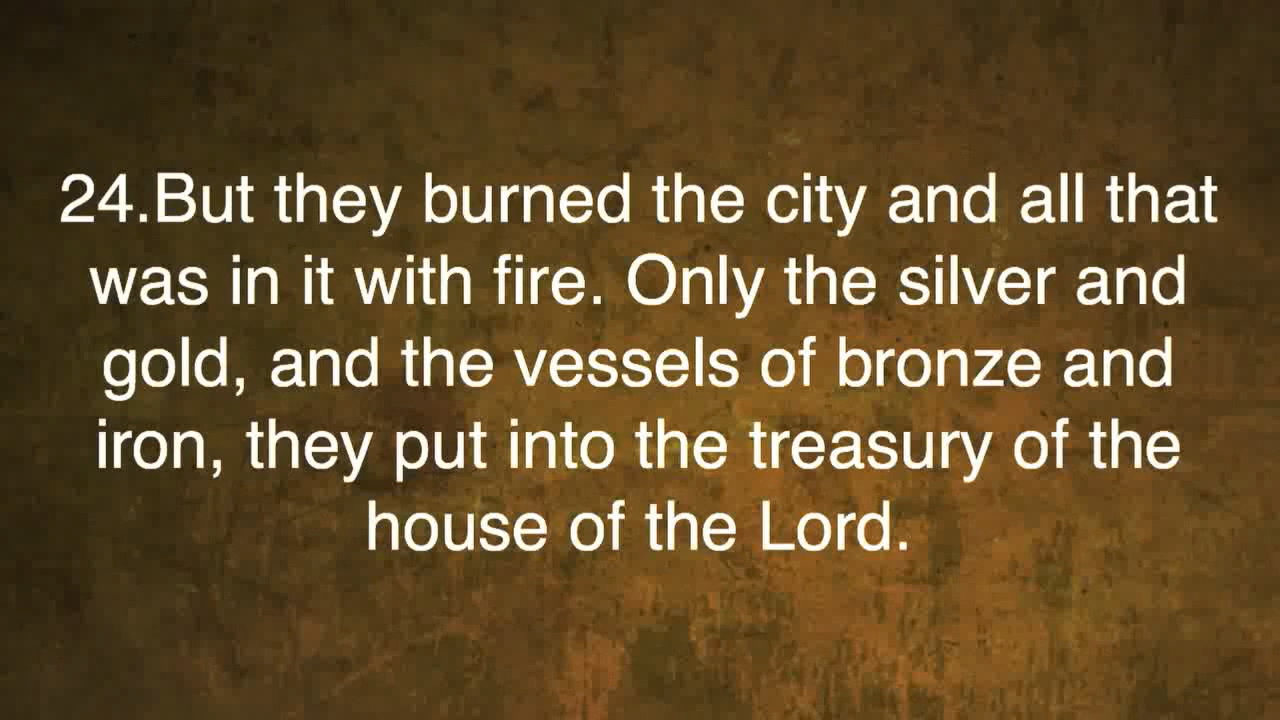 24.But they burned the city and all that
was in it with fire. Only the silver and
gold, and the vessels of bronze and
iron, they put into the treasury of the
house of the Lord.